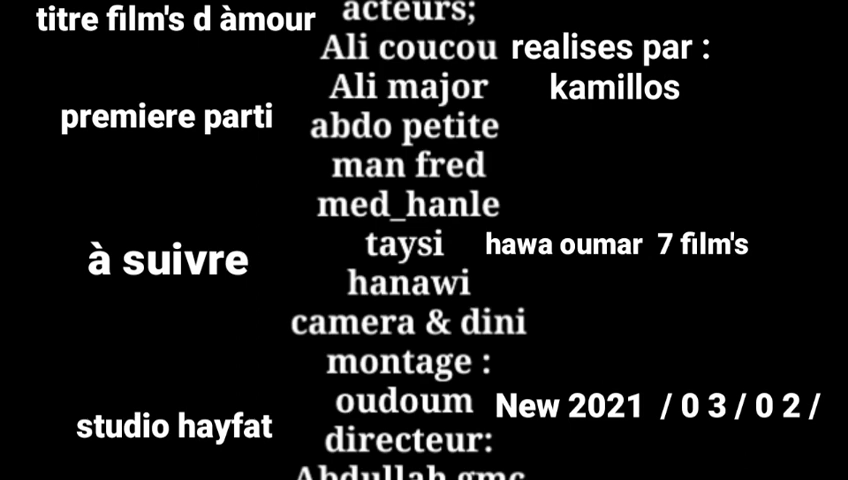 titre film's d àmour
premiere parti
à suivre
studio hayfat
acteurs;
Ali coucou
Ali major
abdo petite
man fred
med_hanle
taysi
hanawi
camera & dini
montage :
oudoum
directeur:
Abdullah gmc
realises par :
kamillos
hawa oumar 7 film's
New 2021 / 0 3 / 0 2 /